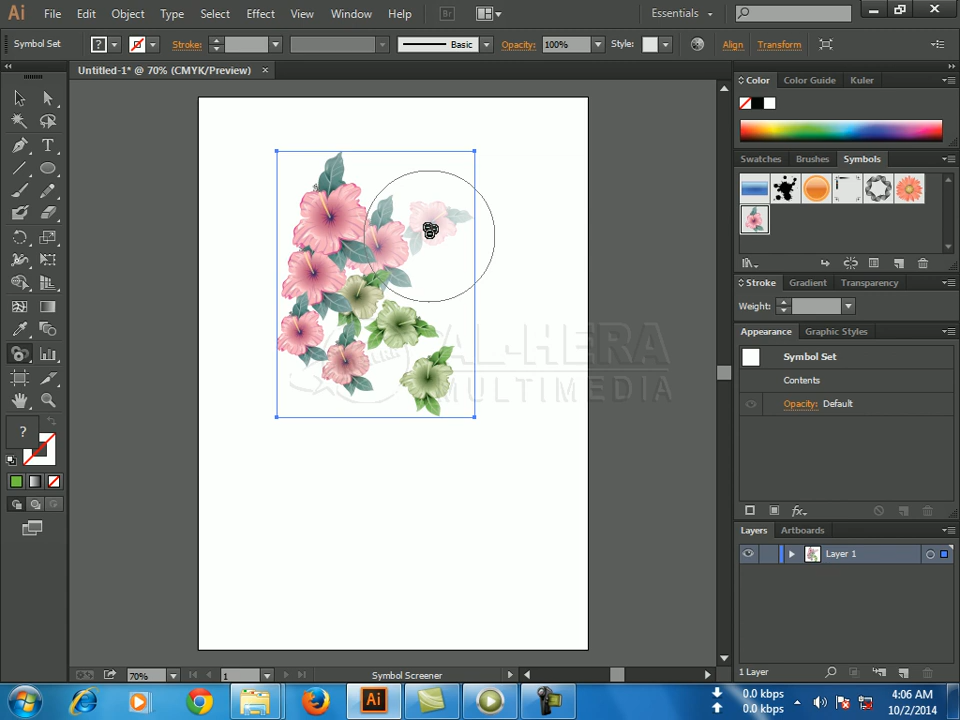 Ai File Edit Object Type Select Effect View Window Help Br Essentials
Symbol Set ? Stroke: Basic Opacity: 100% Style: Align Transform
Untitled-1* @ 70% (CMYK/Preview) ×
Color Color Guide Kuler
Swatches Brushes Symbols
Stroke Gradient Transparency
Weight:
Appearance Graphic Styles
Symbol Set
Contents
Opacity: Default
AL-HERA
MULTIMEDIA
?
fx
Layers Artboards
Layer 1
1 Layer
70% 1 Symbol Screener
Ai 0.0 kbps
0.0 kbps
4:06 AM
10/2/2014